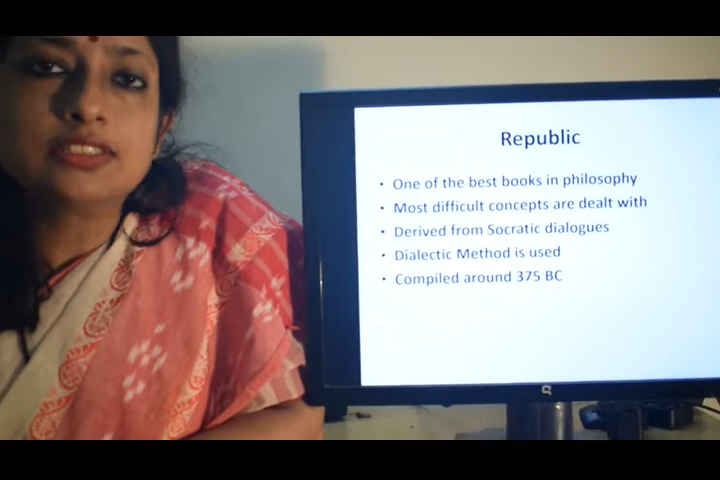 Republic
• One of the best books in philosophy
• Most difficult concepts are dealt with
• Derived from Socratic dialogues
• Dialectic Method is used
• Compiled around 375 BC